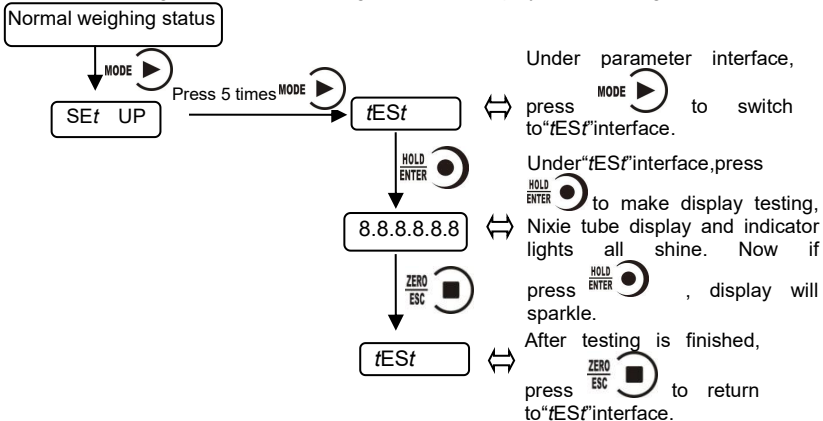 Normal weighing status
MODE
SEt UP
Press 5 times MODE
tESt
Under parameter interface,
press MODE to switch
to“tESt”interface.
HOLD
ENTER
Under“tESt”interface,press
HOLD
ENTER to make display testing,
8.8.8.8.8.8
Nixie tube display and indicator
lights all shine. Now if
press HOLD
ENTER , display will
sparkle.
ZERO
ESC
tESt
After testing is finished,
press ZERO
ESC to return
to“tESt”interface.